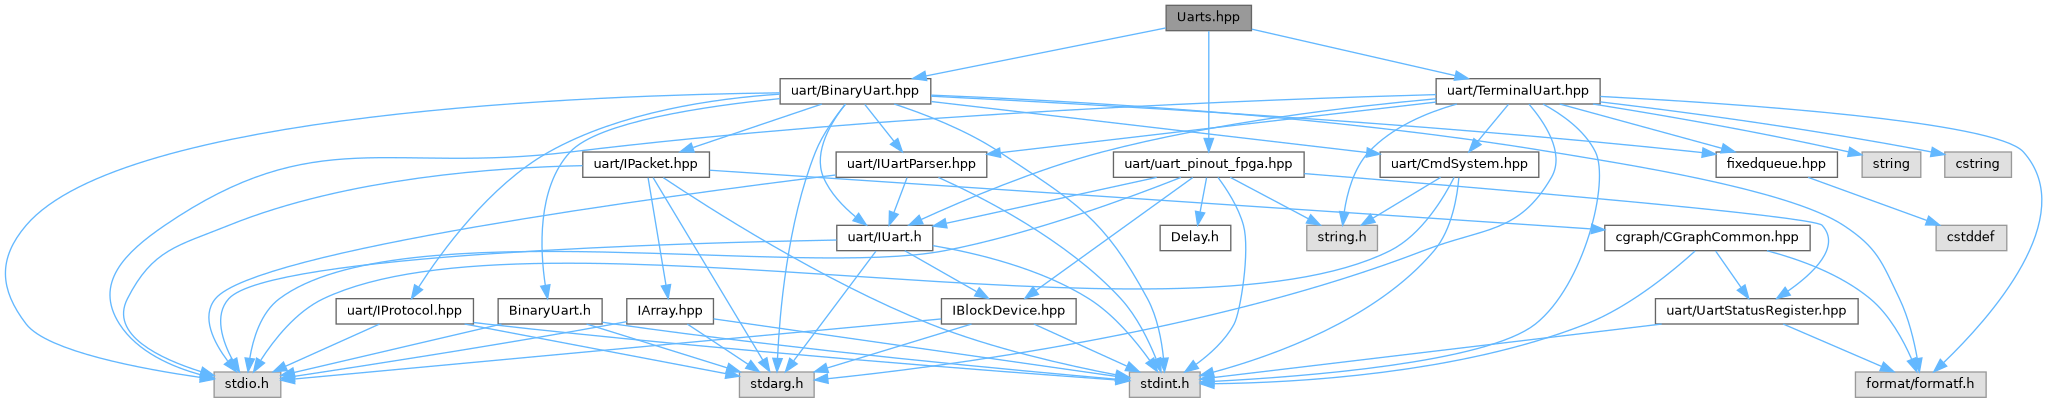 Uarts.hpp
uart/BinaryUart.hpp
uart/TerminalUart.hpp
uart/IPacket.hpp
uart/IUartParser.hpp
uart/uart_pinout_fpga.hpp
uart/CmdSystem.hpp
fixedqueue.hpp
string
cstring
uart/IUart.h
Delay.h
string.h
cgraph/CGraphCommon.hpp
cstddef
uart/IProtocol.hpp
BinaryUart.h
IArray.hpp
IBlockDevice.hpp
uart/UartStatusRegister.hpp
stdio.h
stdarg.h
stdint.h
format/formatf.h